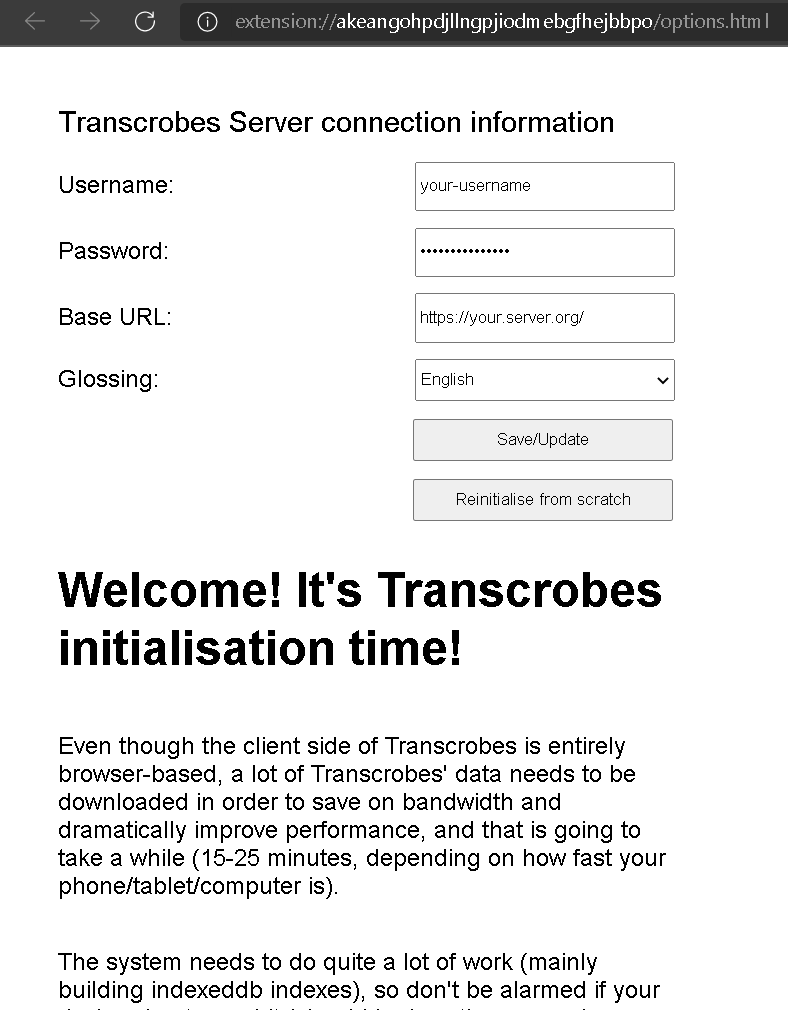 extension://akeangohpdjllngpjiodmebgfhejbbpo/options.html
Transcrobes Server connection information
Username:
your-username
Password:
•••••••••••••••
Base URL:
https://your.server.org/
Glossing:
English
Save/Update
Reinitialise from scratch
Welcome! It's Transcrobes
initialisation time!
Even though the client side of Transcrobes is entirely
browser-based, a lot of Transcrobes' data needs to be
downloaded in order to save on bandwidth and
dramatically improve performance, and that is going to
take a while (15-25 minutes, depending on how fast your
phone/tablet/computer is).
The system needs to do quite a lot of work (mainly
building indexeddb indexes), so don't be alarmed if your